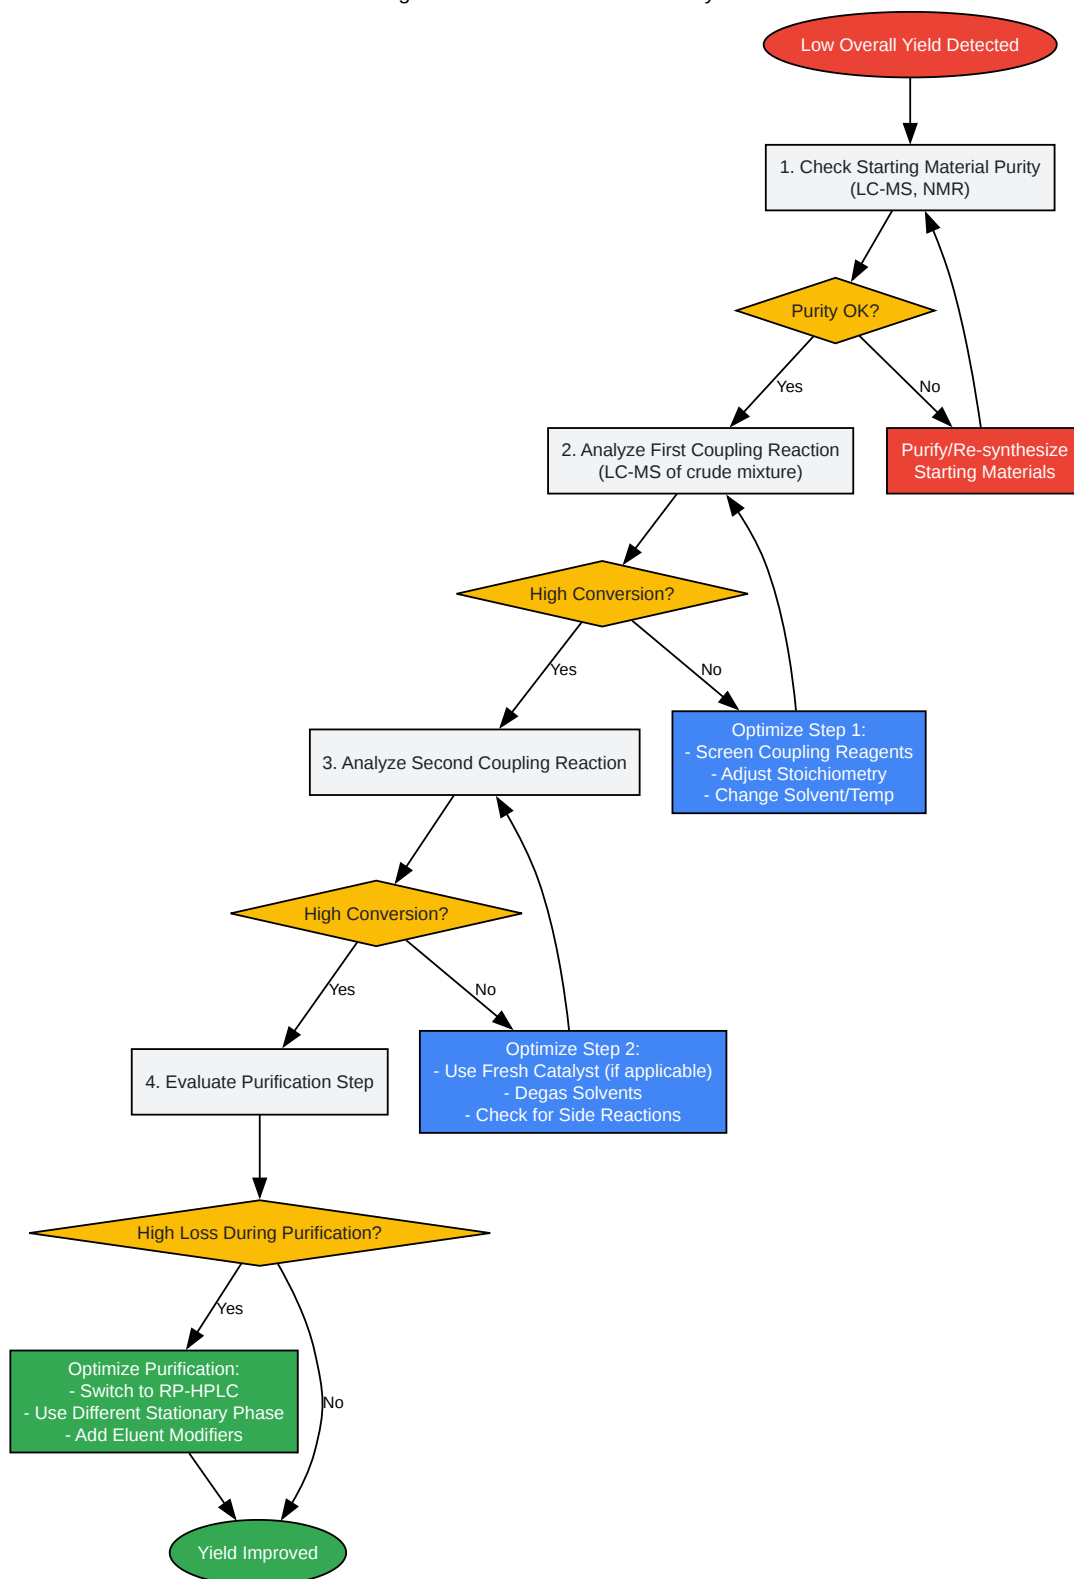 Low Overall Yield Detected
1. Check Starting Material Purity
(LC-MS, NMR)
Purity OK?
Yes
No
2. Analyze First Coupling Reaction
(LC-MS of crude mixture)
Purify/Re-synthesize
Starting Materials
High Conversion?
Yes
No
3. Analyze Second Coupling Reaction
Optimize Step 1:
- Screen Coupling Reagents
- Adjust Stoichiometry
- Change Solvent/Temp
High Conversion?
Yes
No
4. Evaluate Purification Step
Optimize Step 2:
- Use Fresh Catalyst (if applicable)
- Degas Solvents
- Check for Side Reactions
High Loss During Purification?
Yes
No
Optimize Purification:
- Switch to RP-HPLC
- Use Different Stationary Phase
- Add Eluent Modifiers
Yield Improved